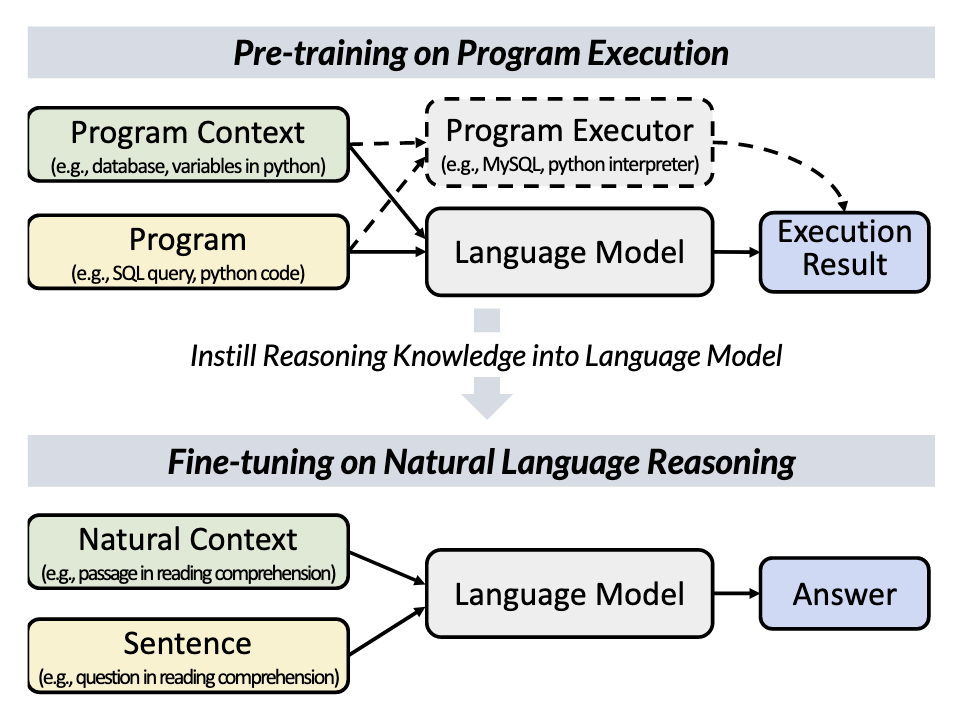 Pre-training on Program Execution
Program Context
(e.g., database, variables in python)
Program Executor
(e.g., MySQL, python interpreter)
Program
(e.g., SQL query, python code)
Language Model
Execution
Result
Instill Reasoning Knowledge into Language Model
Fine-tuning on Natural Language Reasoning
Natural Context
(e.g., passage in reading comprehension)
Sentence
(e.g., question in reading comprehension)
Language Model
Answer